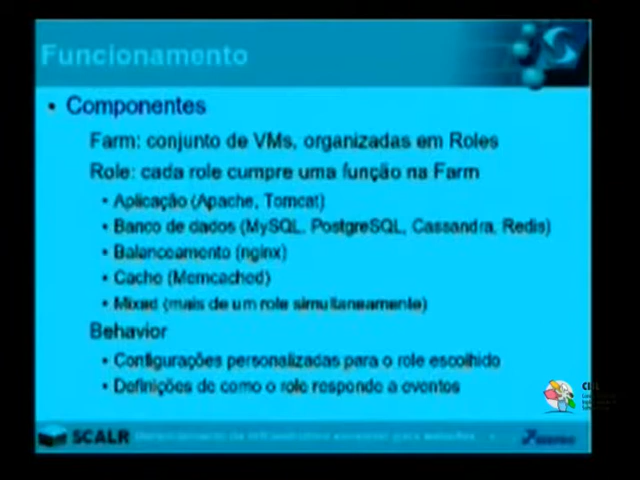 Funcionamento
• Componentes
Farm: conjunto de VMs, organizadas em Roles
Role: cada role cumpre uma função na Farm
• Aplicação (Apache, Tomcat)
• Banco de dados (MySQL, PostgreSQL, Cassandra, Redis)
• Balanceamento (nginx)
• Cache (Memcached)
• Mixed (mais de um role simultaneamente)
Behavior
• Configurações personalizadas para o role escolhido
• Definições de como o role responde a eventos
SCALR